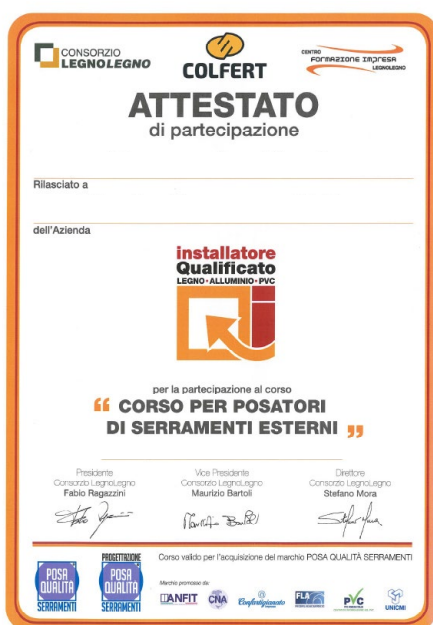 CONSORZIO
LEGNOLEGNO
COLFERT
CENTRO
FORMAZIONE IMPRESA
LEGNOLEGNO
ATTESTATO
di partecipazione
Rilasciato a
dell'Azienda
installatore
Qualificato
LEGNO•ALLUMINIO•PVC
per la partecipazione al corso
“ CORSO PER POSATORI
DI SERRAMENTI ESTERNI ”
Presidente
Consorzio LegnoLegno
Fabio Ragazzini
Vice Presidente
Consorzio LegnoLegno
Maurizio Bartoli
Direttore
Consorzio LegnoLegno
Stefano Mora
POSA
QUALITÀ
SERRAMENTI
PROGETTAZIONE
POSA
QUALITÀ
SERRAMENTI
Corso valido per l'acquisizione del marchio POSA QUALITÀ SERRAMENTI
Marchio promosso da:
ANFIT
CNA
Confartigianato
FLA
PVC
UNICMI